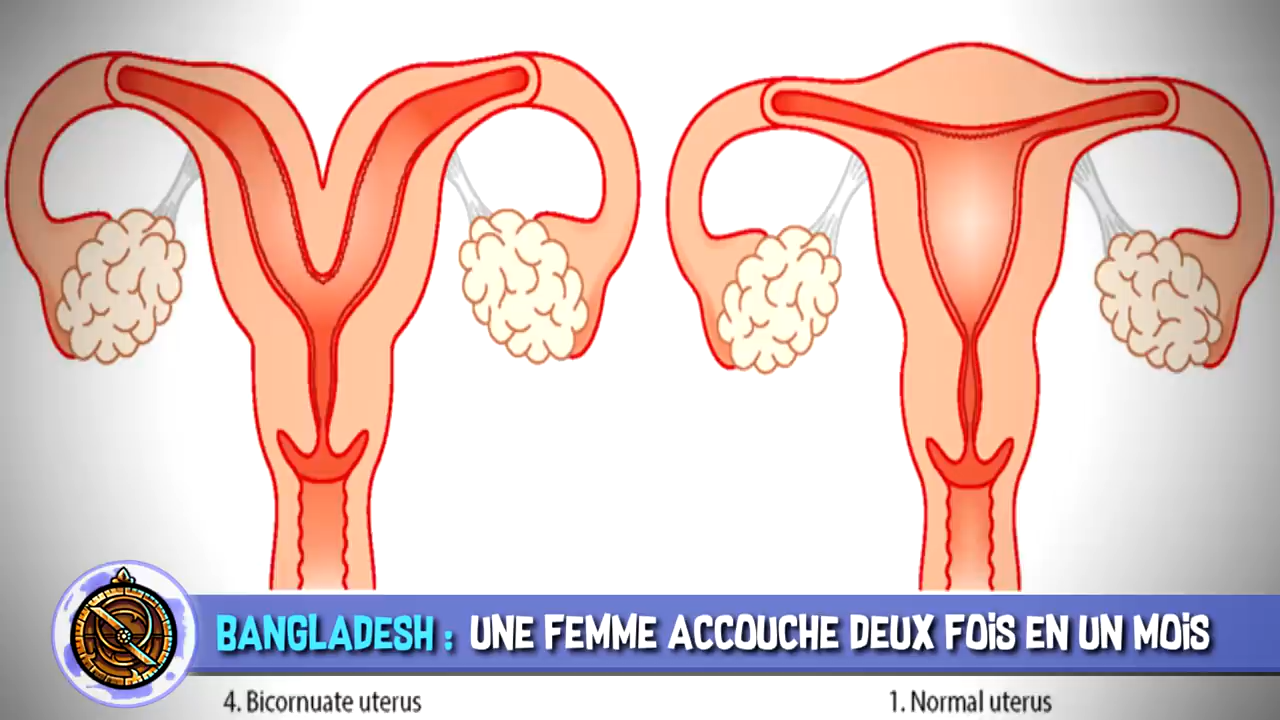 BANGLADESH : UNE FEMME ACCOUCHE DEUX FOIS EN UN MOIS
4. Bicornuate uterus
1. Normal uterus